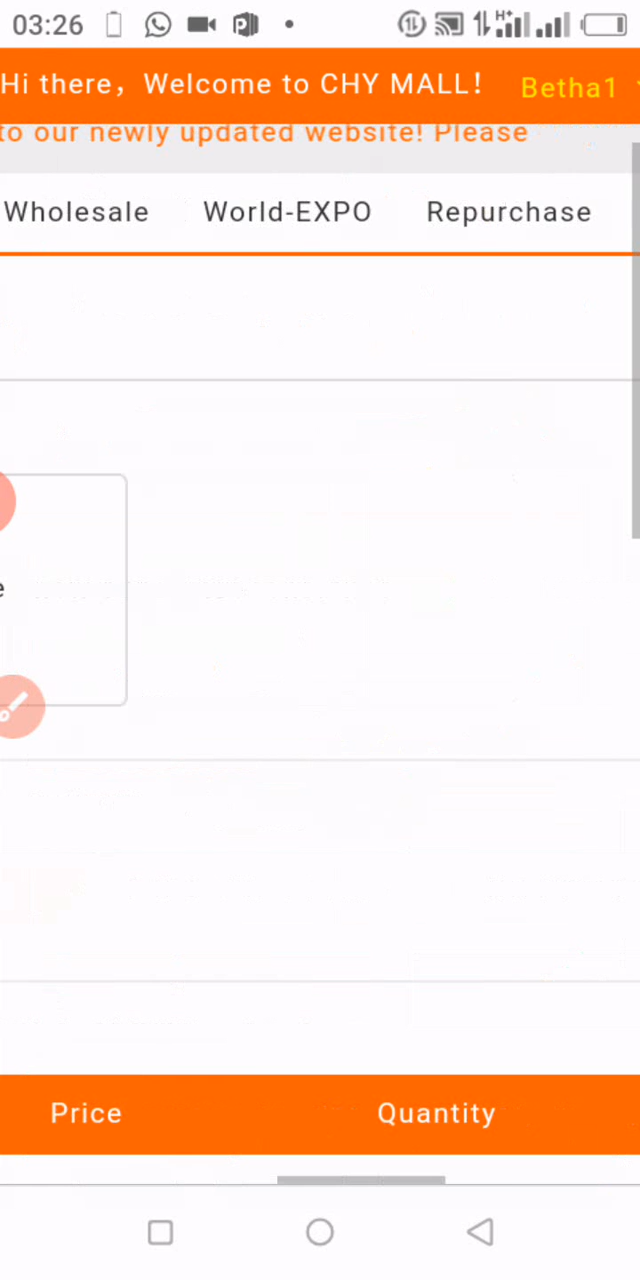 03:26
H+
Hi there，Welcome to CHY MALL! Betha1
to our newly updated website! Please
Wholesale World-EXPO Repurchase
e
Price Quantity